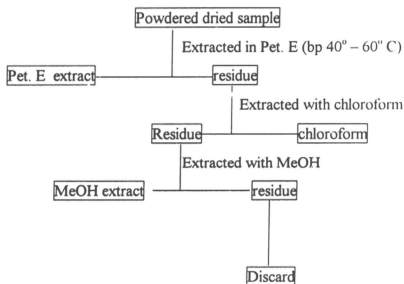 Powdered dried sample
Extracted in Pet. E (bp 40° – 60° C)
Pet. E extract residue
Extracted with chloroform
Residue chloroform
Extracted with MeOH
MeOH extract residue
Discard